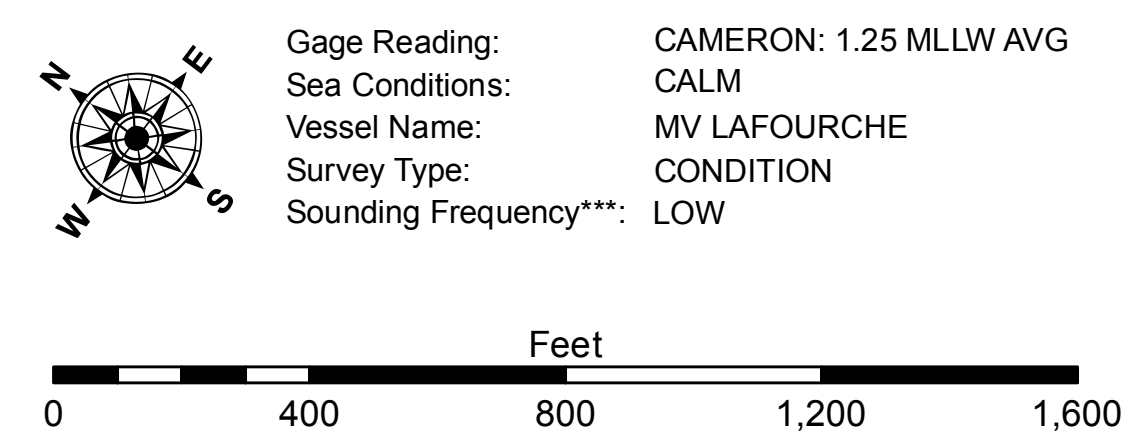 N E
W S
Gage Reading: CAMERON: 1.25 MLLW AVG
Sea Conditions: CALM
Vessel Name: MV LAFOURCHE
Survey Type: CONDITION
Sounding Frequency***: LOW
Feet
0 400 800 1,200 1,600